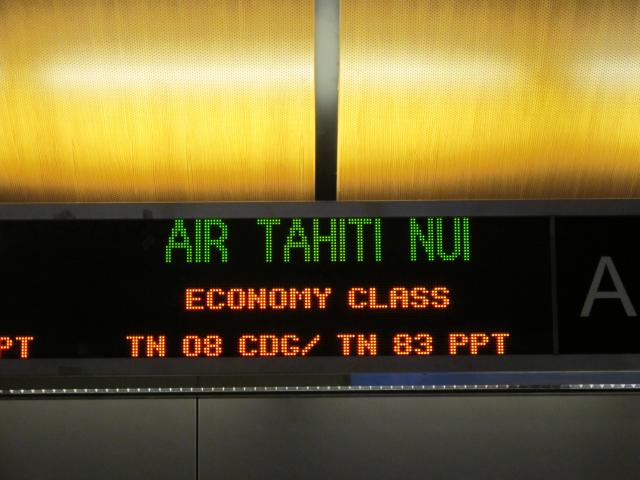 AIR TAHITI NUI
ECONOMY CLASS
PT TN 08 CDG/ TN 83 PPT
A